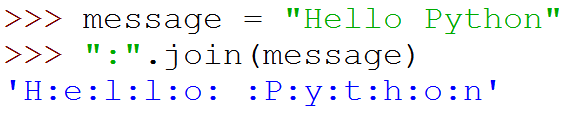 >>> message = "Hello Python"
>>> ":".join(message)
'H:e:l:l:o: :P:y:t:h:o:n'